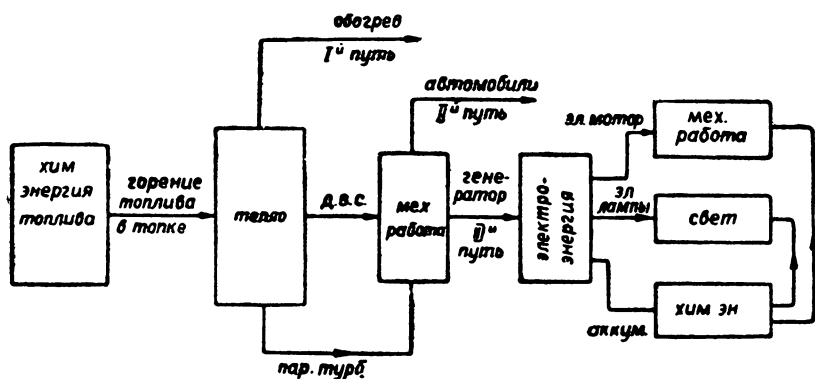 обогрев
I й путь
автомобили
II й путь
хим
энергия
топлива
горение
топлива
в топке
тепло
д.в.с.
пар. турб.
мех
работа
гене-
ратор
путь
электро-
энергия
эл. мотор
мех.
работа
эл
лампы
свет
аккум.
хим эн